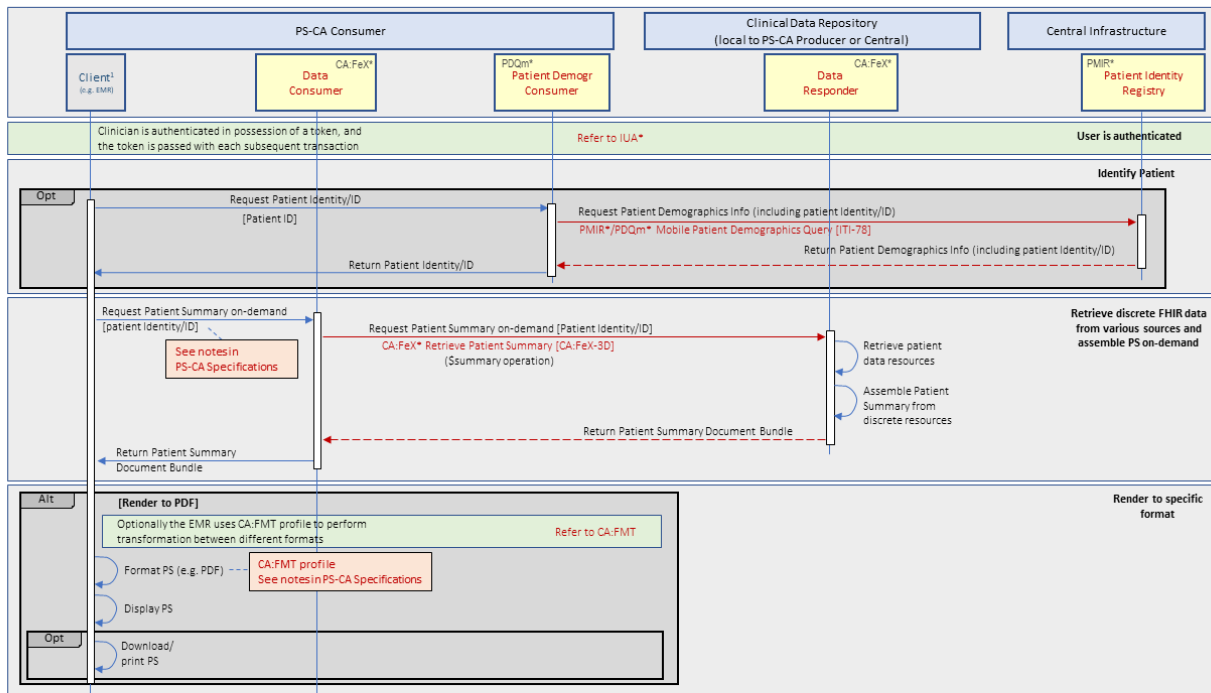 PS-CA Consumer
Clinical Data Repository
(local to PS-CA Producer or Central)
Central Infrastructure
Client1
(e.g. EMR)
CA:FeX*
Data
Consumer
PDQm*
Patient Demogr
Consumer
CA:FeX*
Data
Responder
PMIR*
Patient Identity
Registry
Clinician is authenticated in possession of a token, and
the token is passed with each subsequent transaction
Refer to IUA*
User is authenticated
Identify Patient
Opt
Request Patient Identity/ID
[Patient ID]
Request Patient Demographics Info (including patient Identity/ID)
PMIR*/PDQm* Mobile Patient Demographics Query [ITI-78]
Return Patient Demographics Info (including patient Identity/ID)
Return Patient Identity/ID
Request Patient Summary on-demand
[patient Identity/ID]
See notes in
PS-CA Specifications
Request Patient Summary on-demand [Patient Identity/ID]
CA:FeX* Retrieve Patient Summary [CA:FeX-3D]
($summary operation)
Retrieve discrete FHIR data
from various sources and
assemble PS on-demand
Retrieve patient
data resources
Assemble Patient
Summary from
discrete resources
Return Patient Summary Document Bundle
Return Patient Summary
Document Bundle
Alt
[Render to PDF]
Render to specific
format
Optionally the EMR uses CA:FMT profile to perform
transformation between different formats
Refer to CA:FMT
Format PS (e.g. PDF)
CA:FMT profile
See notes in PS-CA Specifications
Display PS
Opt
Download/
print PS